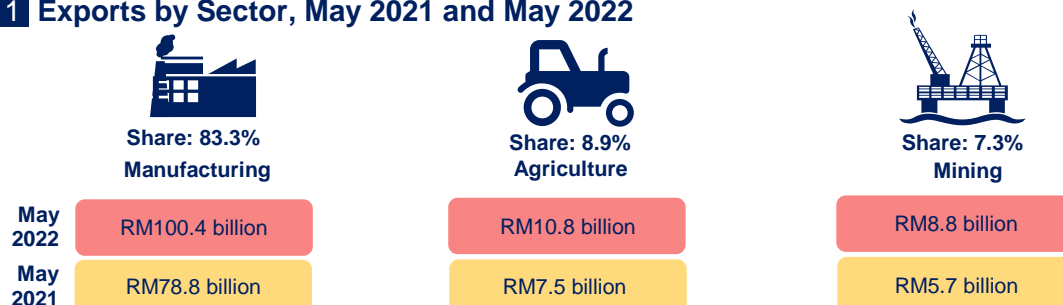 1 Exports by Sector, May 2021 and May 2022
Share: 83.3%
Manufacturing
Share: 8.9%
Agriculture
Share: 7.3%
Mining
May
2022
RM100.4 billion
RM10.8 billion
RM8.8 billion
May
2021
RM78.8 billion
RM7.5 billion
RM5.7 billion